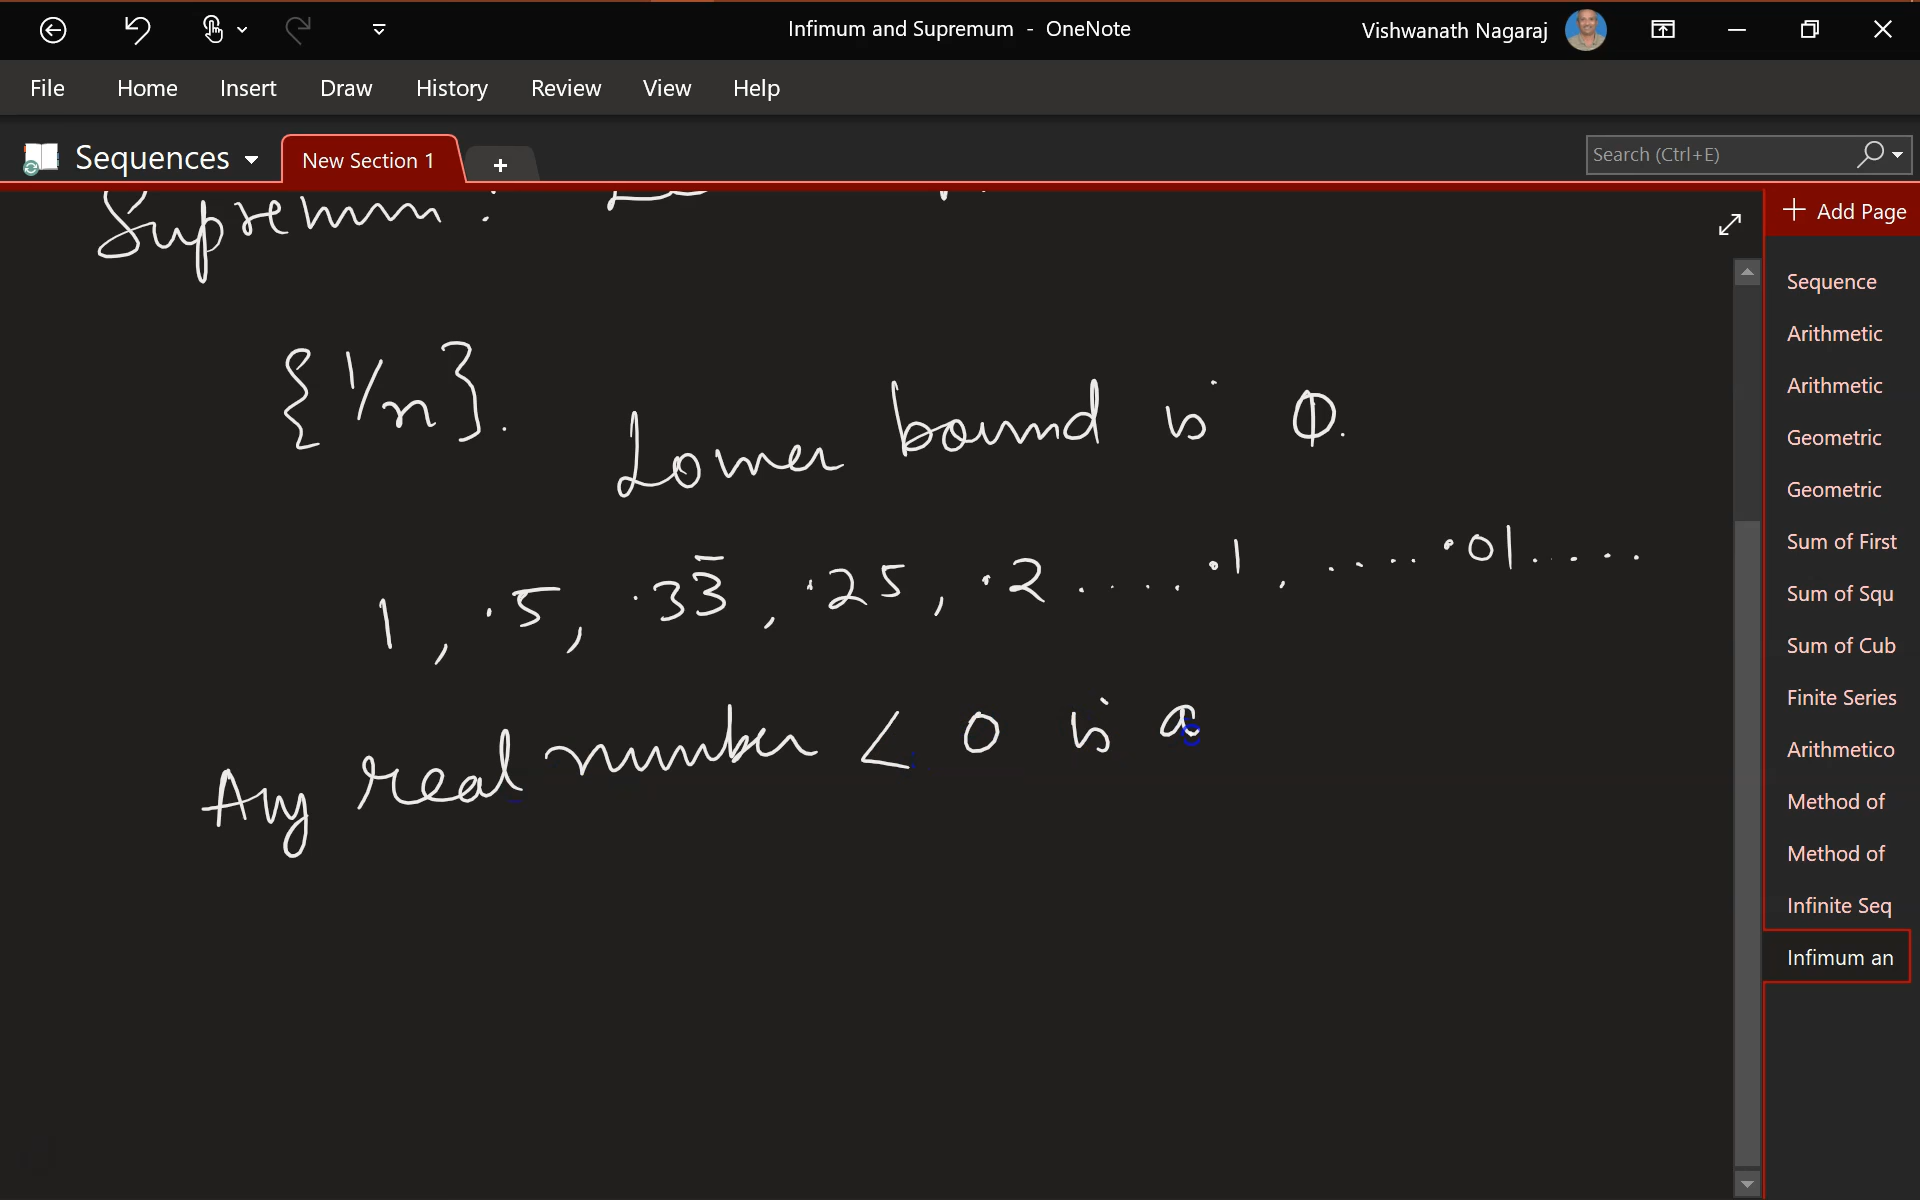 Infimum and Supremum - OneNote
Vishwanath Nagaraj
File Home Insert Draw History Review View Help
Sequences
New Section 1
+
Search (Ctrl+E)
Add Page
Supremum :
{1/n}. Lower bound is 0.
1, .5, .33̅, .25, .2 .... .1, .... .01....
Any real number < 0 is a
Sequence
Arithmetic
Arithmetic
Geometric
Geometric
Sum of First
Sum of Squ
Sum of Cub
Finite Series
Arithmetico
Method of
Method of
Infinite Seq
Infimum an